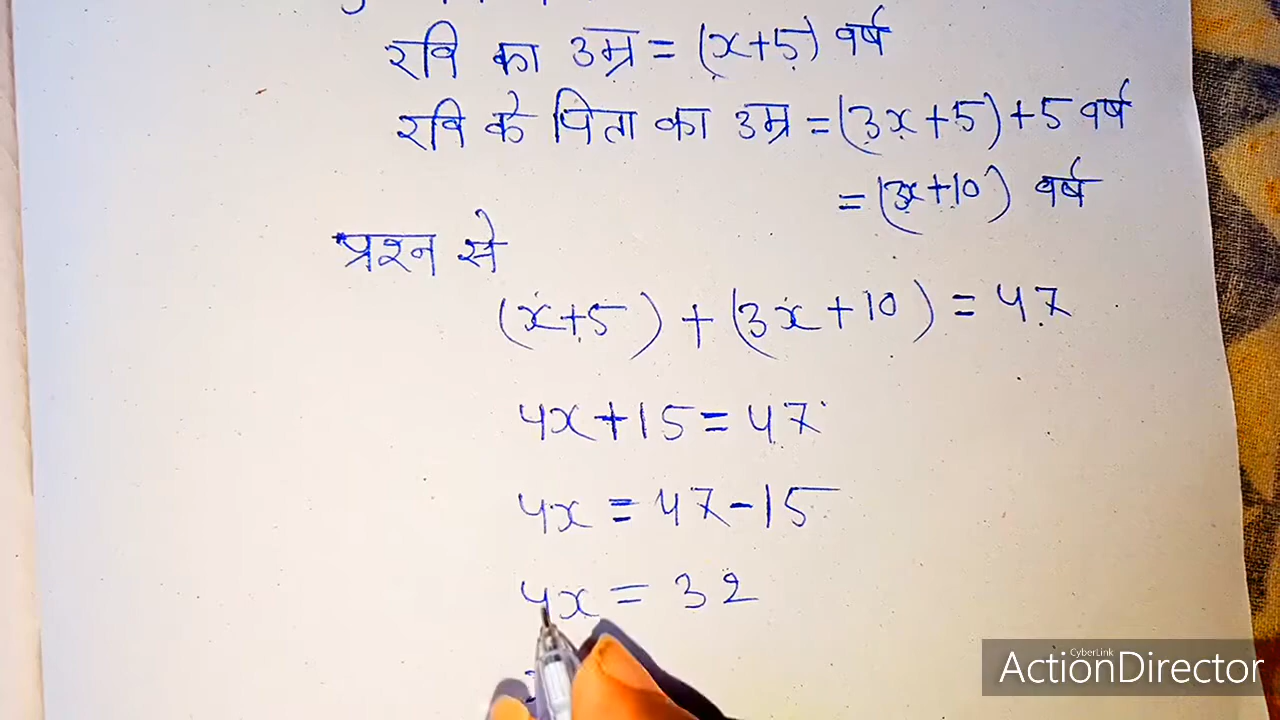 रवि का उम्र = (x+5) वर्ष
रवि के पिता का उम्र = (3x+5)+5 वर्ष
= (3x+10) वर्ष
प्रश्न से
(x+5) + (3x+10) = 47
4x+15 = 47
4x = 47-15
4x = 32
CyberLink
ActionDirector